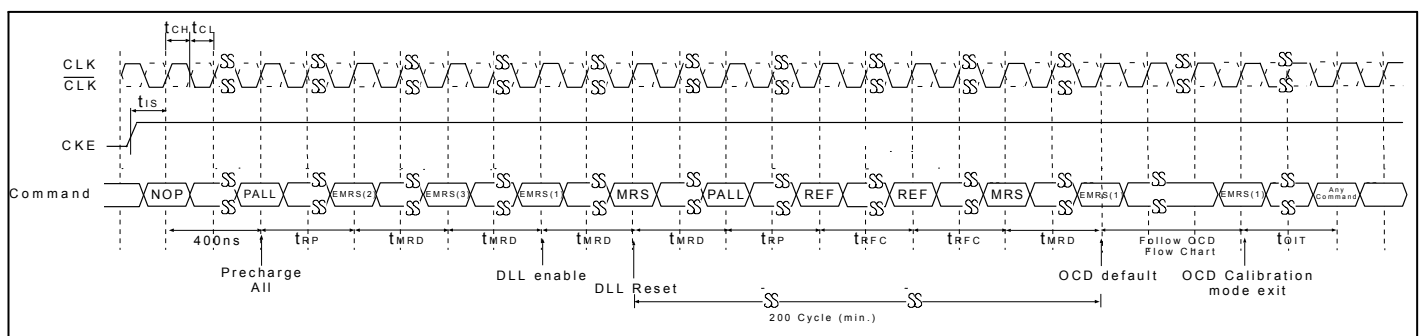 tCH tCL
CLK
CLK
tIS
CKE
Command NOP PALL EMRS(2) EMRS(3) EMRS(1) MRS PALL REF REF MRS EMRS(1 EMRS(1) Any Command
400ns tRP tMRD tMRD tMRD tMRD tRP tRFC tRFC tMRD Follow OCD Flow Chart tOIT
Precharge All
DLL enable
DLL Reset
OCD default
OCD Calibration mode exit
200 Cycle (min.)